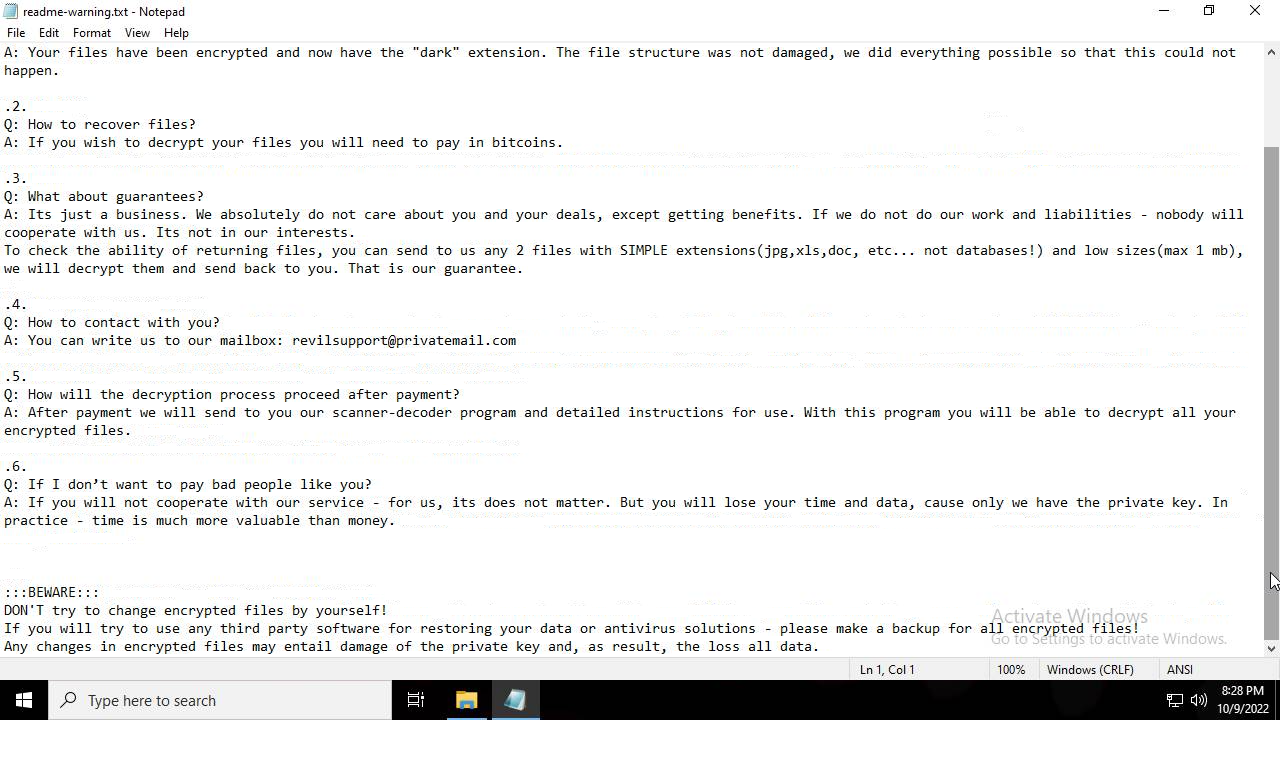 readme-warning.txt - Notepad
File Edit Format View Help
A: Your files have been encrypted and now have the "dark" extension. The file structure was not damaged, we did everything possible so that this could not
happen.
.2.
Q: How to recover files?
A: If you wish to decrypt your files you will need to pay in bitcoins.
.3.
Q: What about guarantees?
A: Its just a business. We absolutely do not care about you and your deals, except getting benefits. If we do not do our work and liabilities - nobody will
cooperate with us. Its not in our interests.
To check the ability of returning files, you can send to us any 2 files with SIMPLE extensions(jpg,xls,doc, etc... not databases!) and low sizes(max 1 mb),
we will decrypt them and send back to you. That is our guarantee.
.4.
Q: How to contact with you?
A: You can write us to our mailbox: revilsupport@privatemail.com
.5.
Q: How will the decryption process proceed after payment?
A: After payment we will send to you our scanner-decoder program and detailed instructions for use. With this program you will be able to decrypt all your
encrypted files.
.6.
Q: If I don’t want to pay bad people like you?
A: If you will not cooperate with our service - for us, its does not matter. But you will lose your time and data, cause only we have the private key. In
practice - time is much more valuable than money.
:::BEWARE:::
DON'T try to change encrypted files by yourself!
If you will try to use any third party software for restoring your data or antivirus solutions - please make a backup for all encrypted files!
Any changes in encrypted files may entail damage of the private key and, as result, the loss all data.
Activate Windows
Go to Settings to activate Windows.
Ln 1, Col 1 100% Windows (CRLF) ANSI
Type here to search
8:28 PM
10/9/2022